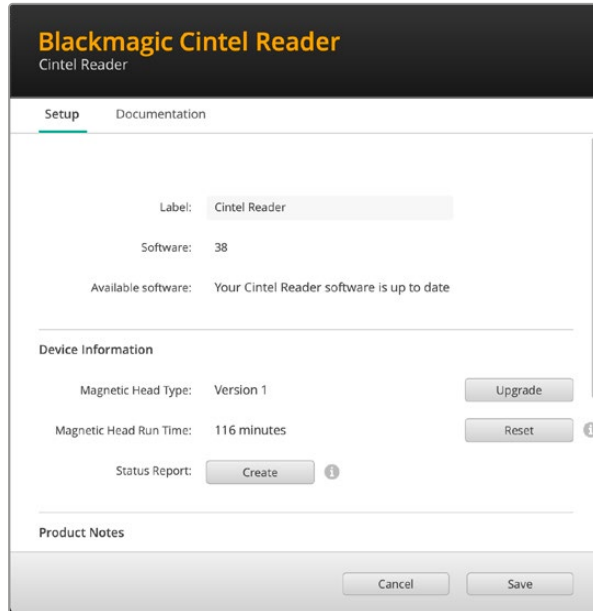 Blackmagic Cintel Reader
Cintel Reader
Setup Documentation
Label: Cintel Reader
Software: 38
Available software: Your Cintel Reader software is up to date
Device Information
Magnetic Head Type: Version 1 Upgrade
Magnetic Head Run Time: 116 minutes Reset
Status Report: Create
Product Notes
Cancel Save